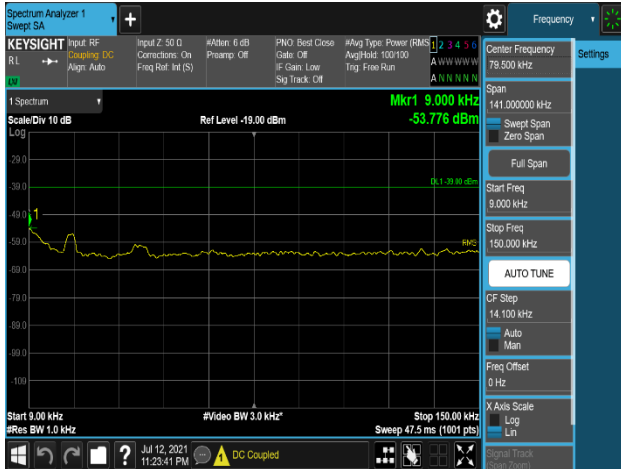 Spectrum Analyzer 1
Swept SA
+
Frequency
KEYSIGHT
R L
LV
Input: RF
Coupling: DC
Align: Auto
Input Z: 50 Ω
Corrections: On
Freq Ref: Int (S)
#Atten: 6 dB
Preamp: Off
PNO: Best Close
Gate: Off
IF Gain: Low
Sig Track: Off
#Avg Type: Power (RMS
Avg|Hold: 100/100
Trig: Free Run
1 2 3 4 5 6
A W W W W W
A N N N N N
1 Spectrum
Scale/Div 10 dB
Ref Level -19.00 dBm
Mkr1 9.000 kHz
-53.776 dBm
Log
-29.0
-39.0
-49.0
-59.0
-69.0
-79.0
-89.0
-99.0
-109
DL1 -39.00 dBm
1
RMS
Start 9.00 kHz
#Res BW 1.0 kHz
#Video BW 3.0 kHz*
Stop 150.00 kHz
Sweep 47.5 ms (1001 pts)
?
Jul 12, 2021
11:23:41 PM
DC Coupled
Center Frequency
79.500 kHz
Settings
Span
141.000000 kHz
Swept Span
Zero Span
Full Span
Start Freq
9.000 kHz
Stop Freq
150.000 kHz
AUTO TUNE
CF Step
14.100 kHz
Auto
Man
Freq Offset
0 Hz
X Axis Scale
Log
Lin
Signal Track
(Span Zoom)